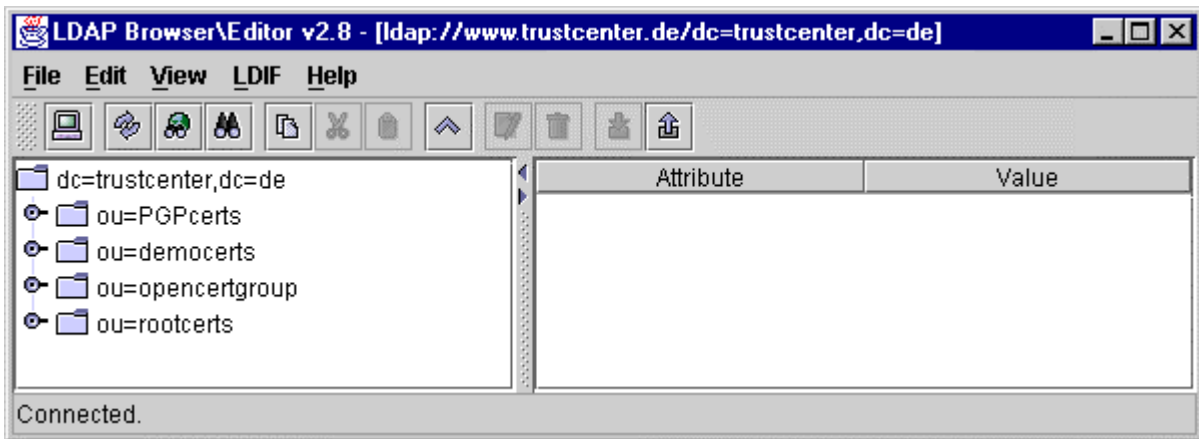 LDAP Browser\Editor v2.8 - [ldap://www.trustcenter.de/dc=trustcenter,dc=de]
File Edit View LDIF Help
dc=trustcenter,dc=de
ou=PGPcerts
ou=democerts
ou=opencertgroup
ou=rootcerts
Attribute Value
Connected.